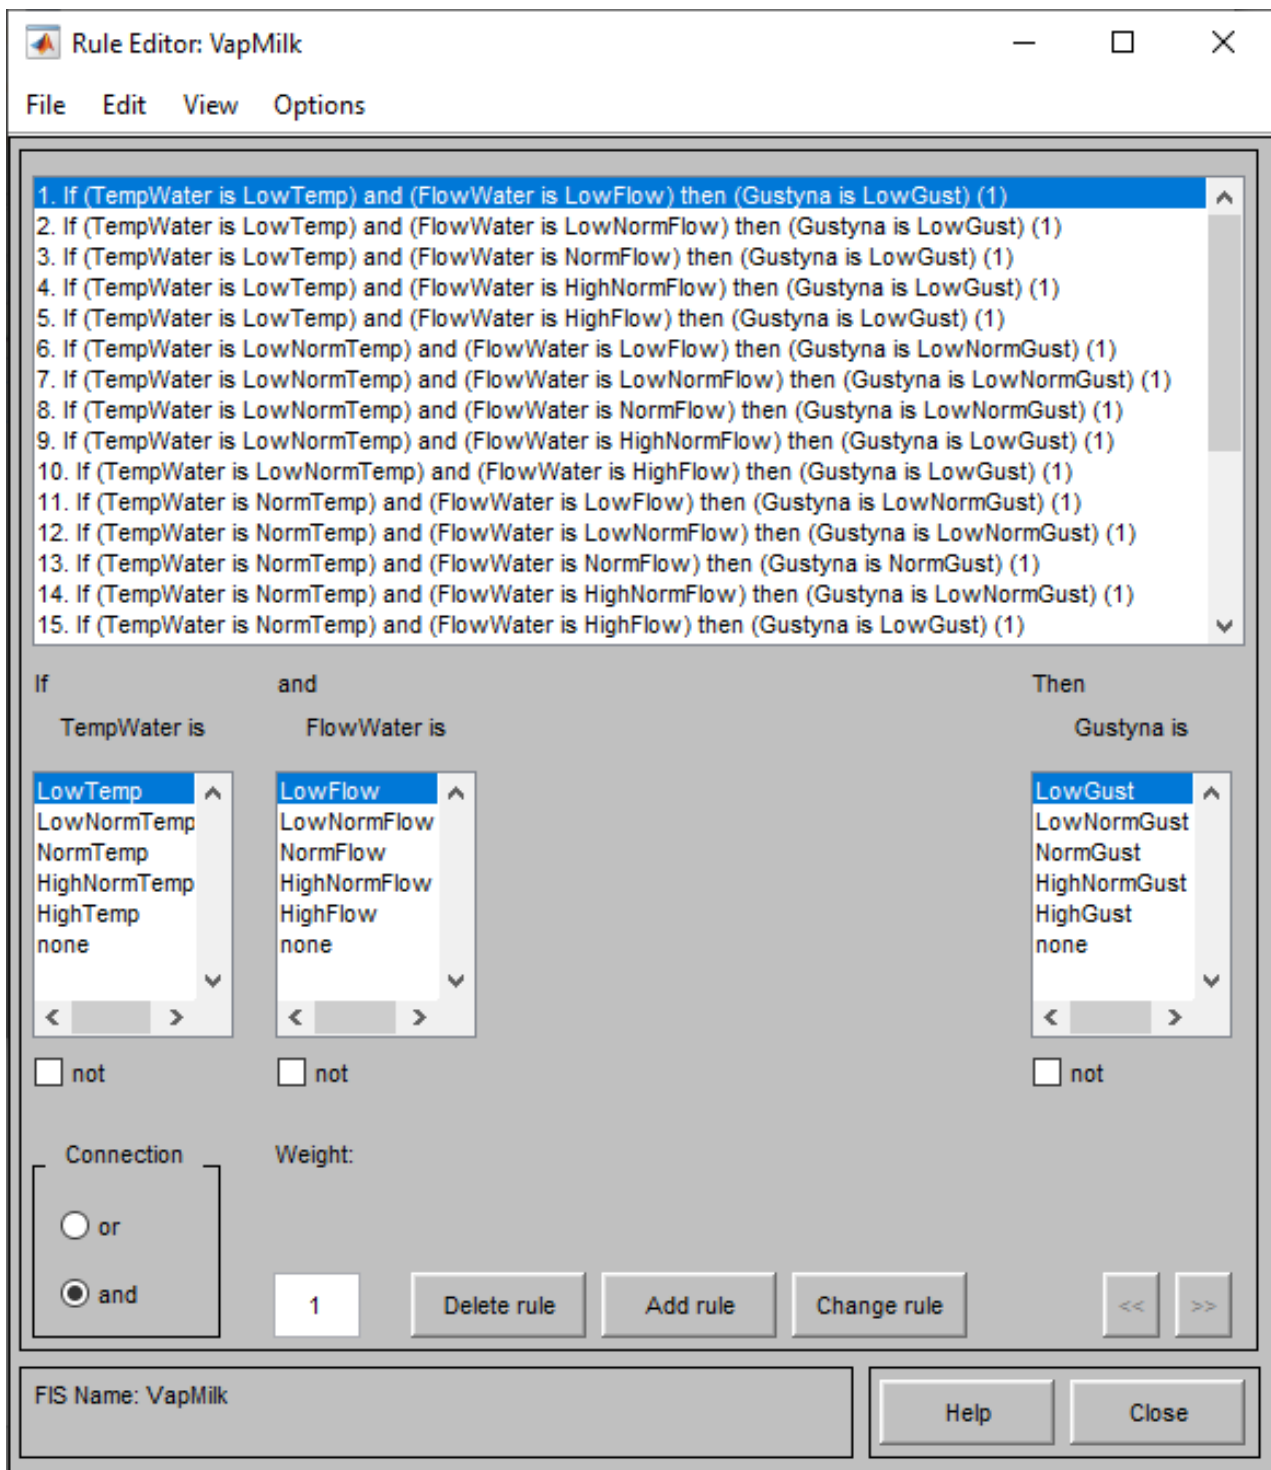 Rule Editor: VapMilk
File Edit View Options
1. If (TempWater is LowTemp) and (FlowWater is LowFlow) then (Gustyna is LowGust) (1)
2. If (TempWater is LowTemp) and (FlowWater is LowNormFlow) then (Gustyna is LowGust) (1)
3. If (TempWater is LowTemp) and (FlowWater is NormFlow) then (Gustyna is LowGust) (1)
4. If (TempWater is LowTemp) and (FlowWater is HighNormFlow) then (Gustyna is LowGust) (1)
5. If (TempWater is LowTemp) and (FlowWater is HighFlow) then (Gustyna is LowGust) (1)
6. If (TempWater is LowNormTemp) and (FlowWater is LowFlow) then (Gustyna is LowNormGust) (1)
7. If (TempWater is LowNormTemp) and (FlowWater is LowNormFlow) then (Gustyna is LowNormGust) (1)
8. If (TempWater is LowNormTemp) and (FlowWater is NormFlow) then (Gustyna is LowNormGust) (1)
9. If (TempWater is LowNormTemp) and (FlowWater is HighNormFlow) then (Gustyna is LowGust) (1)
10. If (TempWater is LowNormTemp) and (FlowWater is HighFlow) then (Gustyna is LowGust) (1)
11. If (TempWater is NormTemp) and (FlowWater is LowFlow) then (Gustyna is LowNormGust) (1)
12. If (TempWater is NormTemp) and (FlowWater is LowNormFlow) then (Gustyna is LowNormGust) (1)
13. If (TempWater is NormTemp) and (FlowWater is NormFlow) then (Gustyna is NormGust) (1)
14. If (TempWater is NormTemp) and (FlowWater is HighNormFlow) then (Gustyna is LowNormGust) (1)
15. If (TempWater is NormTemp) and (FlowWater is HighFlow) then (Gustyna is LowGust) (1)
If
TempWater is
LowTemp
LowNormTemp
NormTemp
HighNormTemp
HighTemp
none
not
and
FlowWater is
LowFlow
LowNormFlow
NormFlow
HighNormFlow
HighFlow
none
not
Then
Gustyna is
LowGust
LowNormGust
NormGust
HighNormGust
HighGust
none
not
Connection
or
and
Weight:
1
Delete rule
Add rule
Change rule
<<
>>
FIS Name: VapMilk
Help
Close